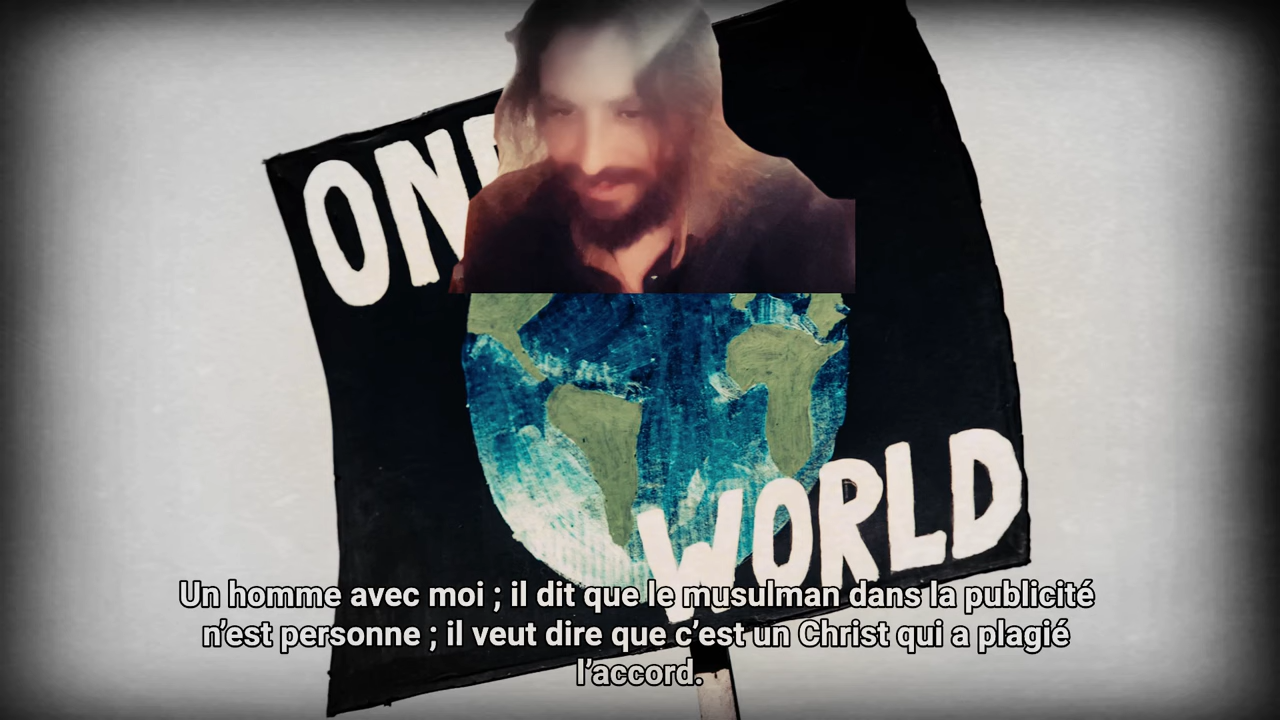 ONE
WORLD
Un homme avec moi ; il dit que le musulman dans la publicité
n’est personne ; il veut dire que c’est un Christ qui a plagié
l’accord.